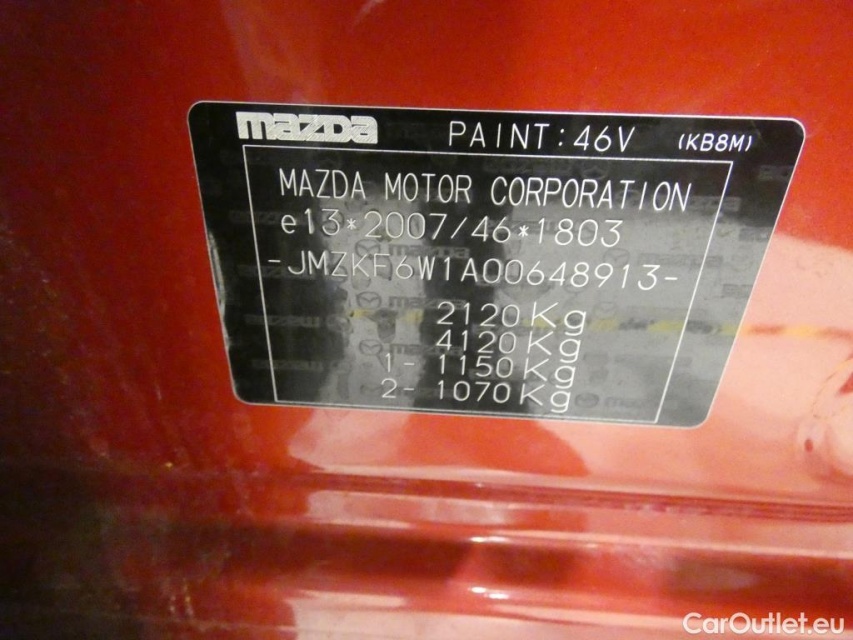 mazda PAINT:46V (KB8M)
MAZDA MOTOR CORPORATION
e13*2007/46*1803
-JMZKF6W1A00648913-
2120Kg
4120Kg
1- 1150Kg
2- 1070Kg
CarOutlet.eu